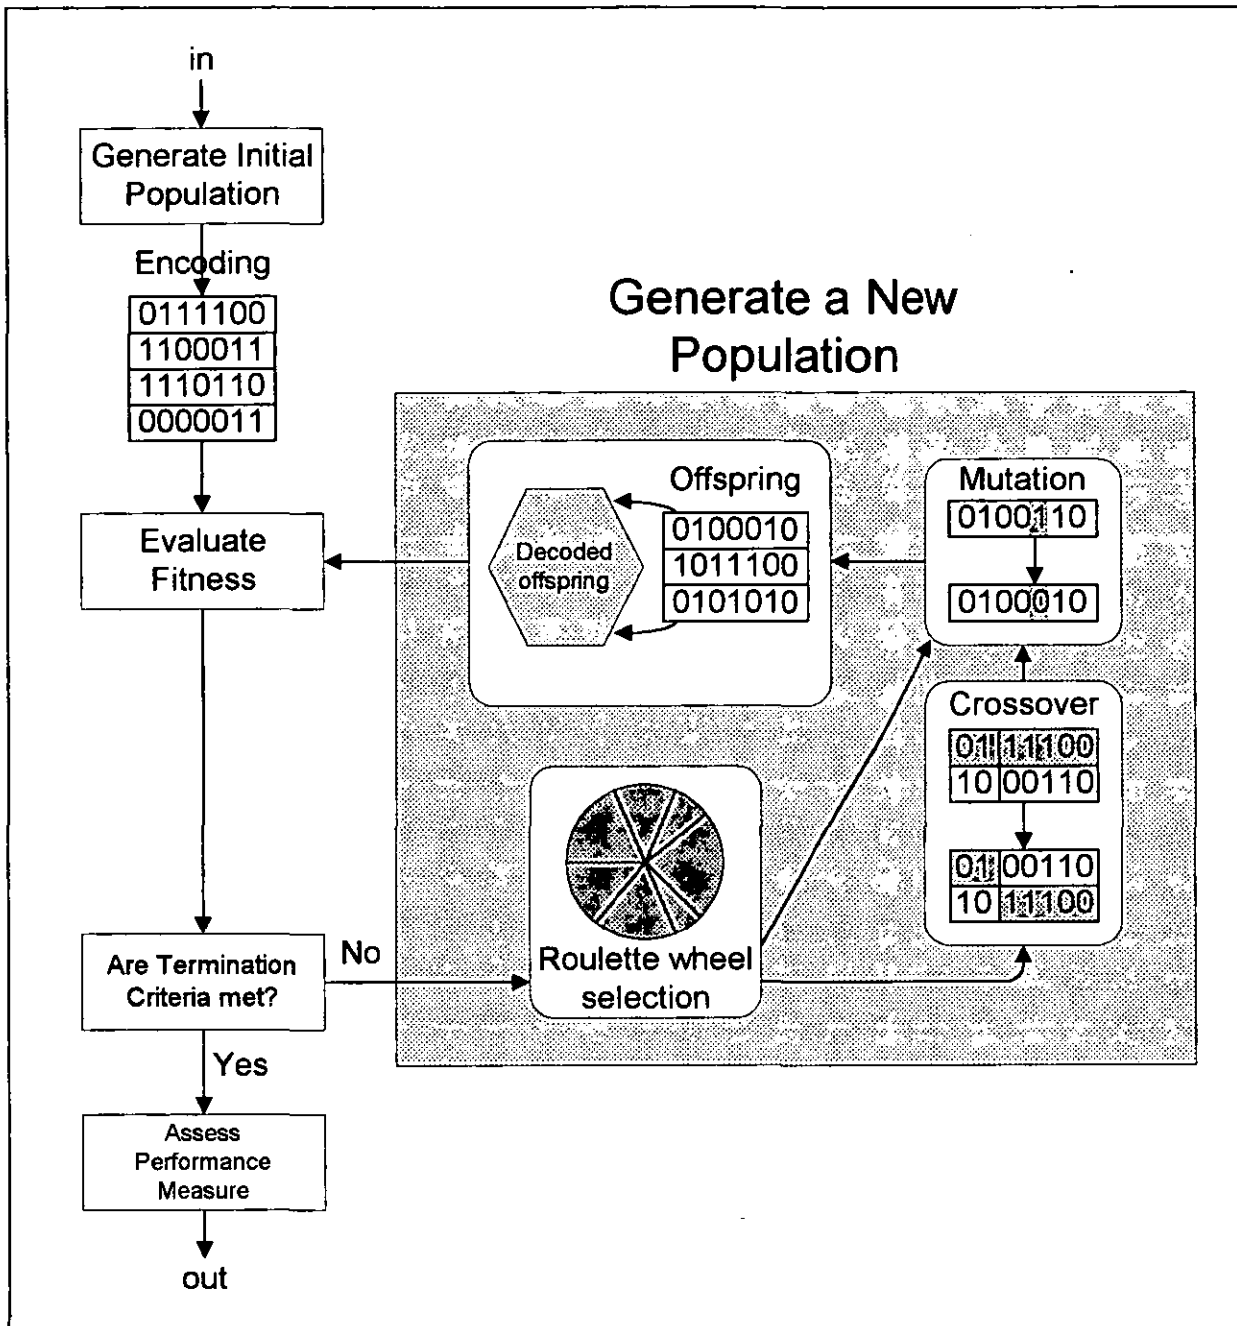 in
Generate Initial
Population
Encoding
0111100
1100011
1110110
0000011
Evaluate
Fitness
Are Termination
Criteria met?
No
Yes
Assess
Performance
Measure
out
Generate a New
Population
Offspring
0100010
1011100
0101010
Decoded
offspring
Mutation
0100110
0100010
Crossover
01 11100
10 00110
01 00110
10 11100
Roulette wheel
selection